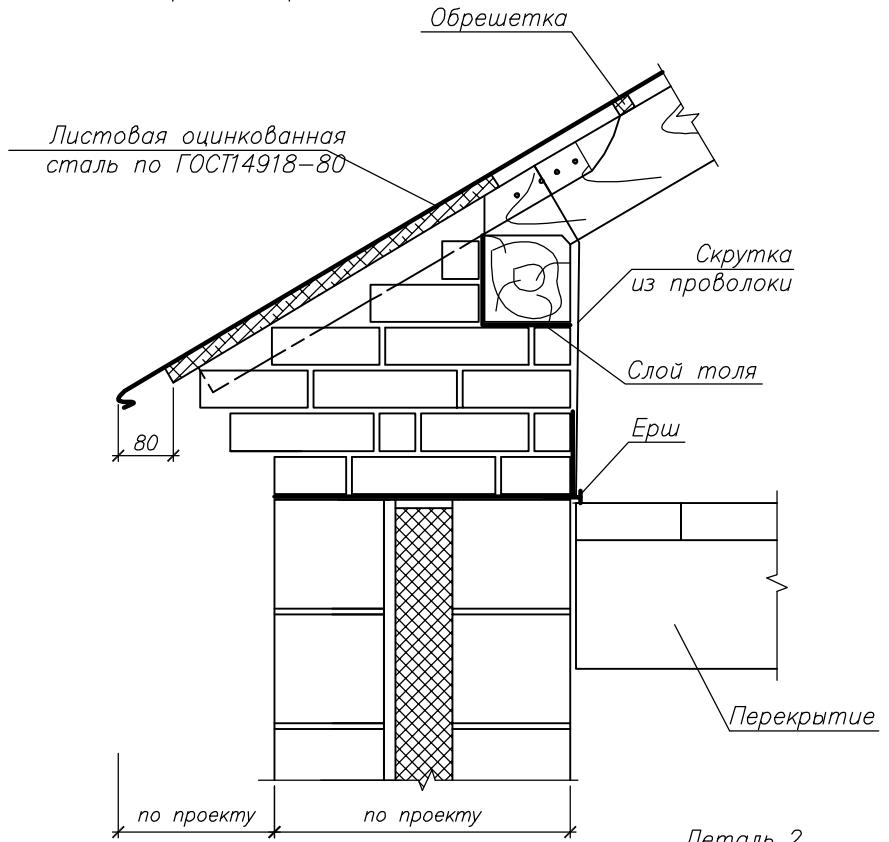 Обрешетка
Листовая оцинкованная
сталь по ГОСТ14918-80
Скрутка
из проволоки
Слой толя
80
Ерш
Перекрытие
по проекту
по проекту
Деталь 2